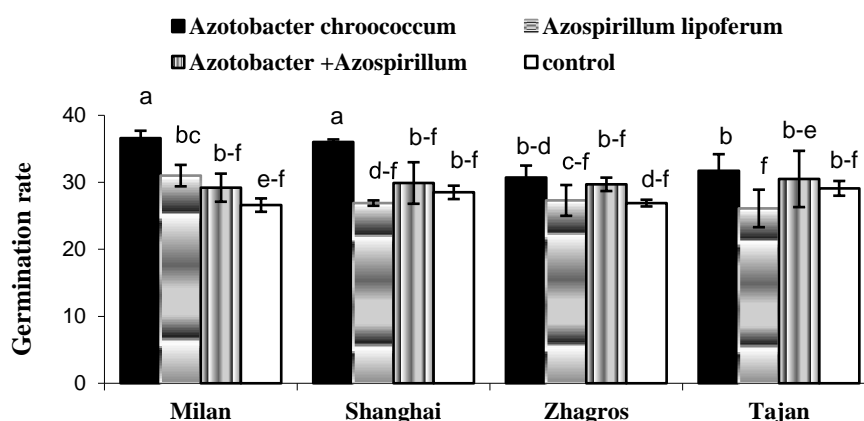 Azotobacter chroococcum Azospirillum lipoferum
Azotobacter +Azospirillum control
Germination rate
40
30
20
10
0
a bc b-f e-f a d-f b-f b-f b-d c-f b-f d-f b f b-e b-f
Milan Shanghai Zhagros Tajan